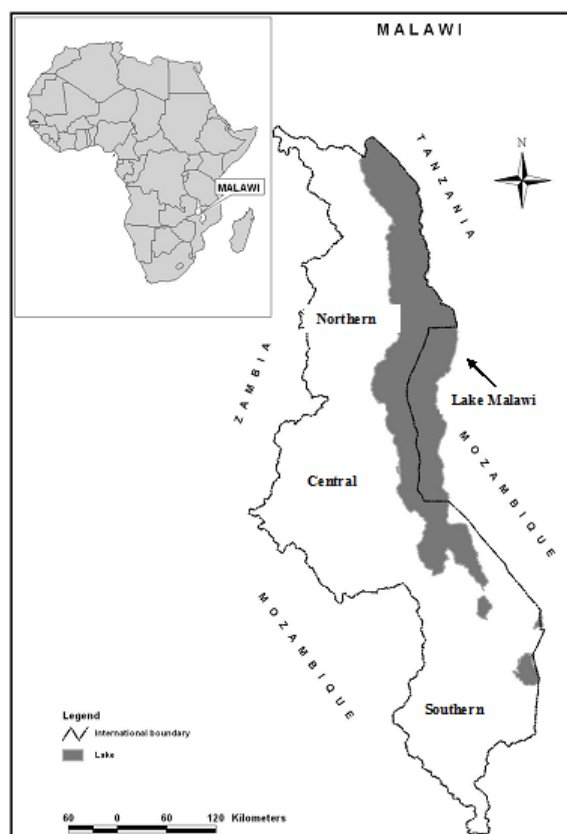 MALAWI
MALAWI
N
TANZANIA
Northern
ZAMBIA
Lake Malawi
MOZAMBIQUE
Central
MOZAMBIQUE
Southern
Legend
International boundary
Lake
60 0 60 120 Kilometers